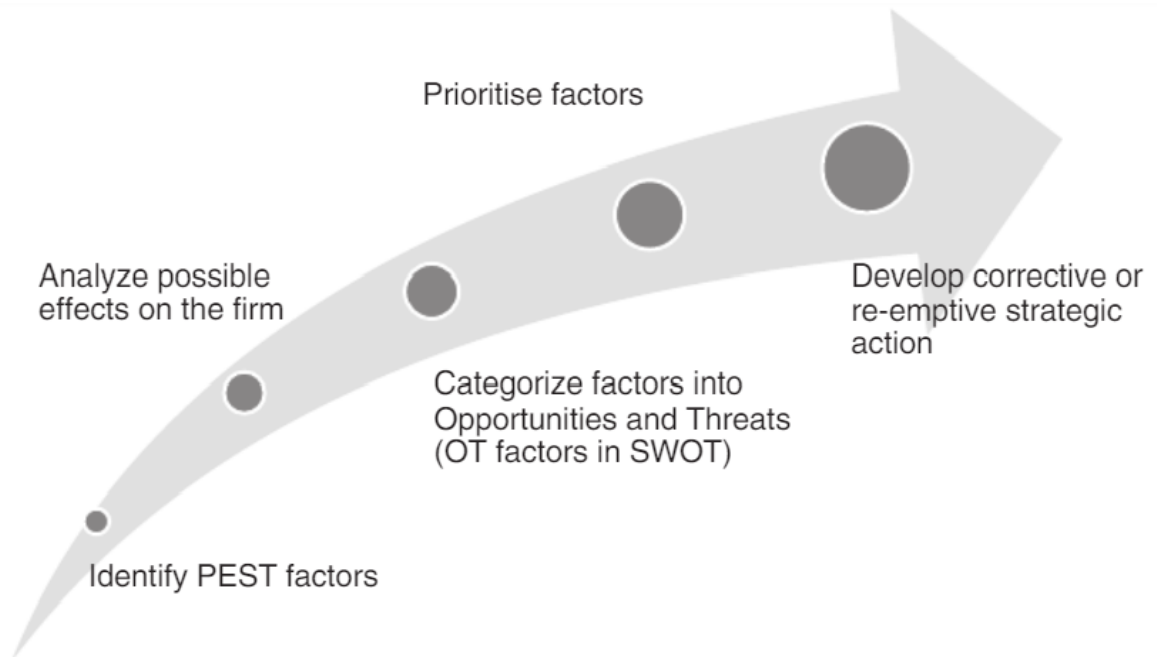 Prioritise factors
Analyze possible
effects on the firm
Develop corrective or
re-emptive strategic
action
Categorize factors into
Opportunities and Threats
(OT factors in SWOT)
Identify PEST factors